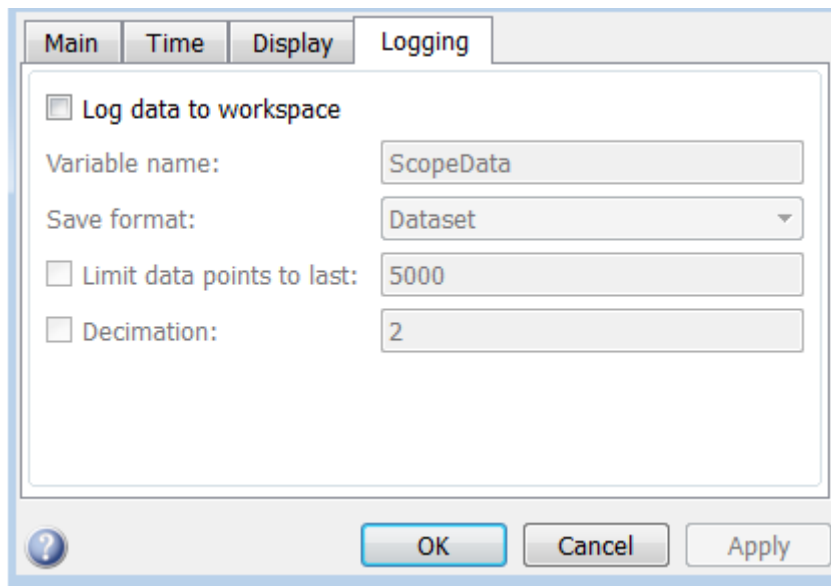 Main Time Display Logging
Log data to workspace
Variable name: ScopeData
Save format: Dataset
Limit data points to last: 5000
Decimation: 2
? OK Cancel Apply